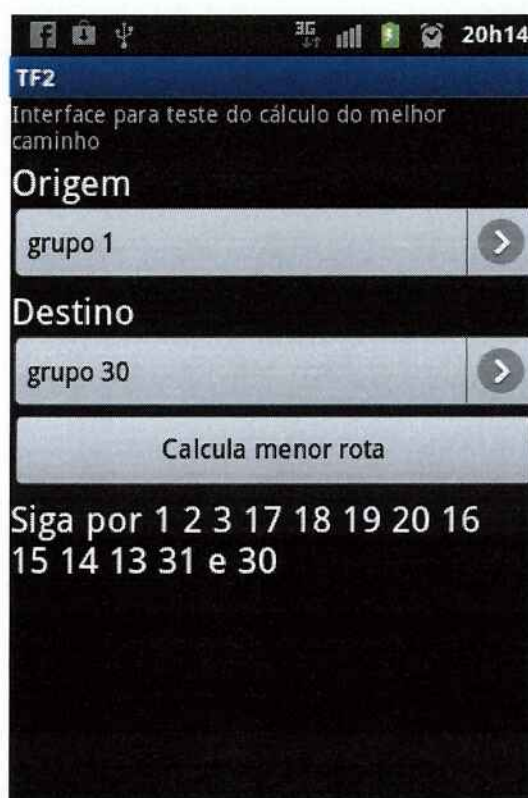 3G 20h14
TF2
Interface para teste do cálculo do melhor
caminho
Origem
grupo 1
Destino
grupo 30
Calcula menor rota
Siga por 1 2 3 17 18 19 20 16
15 14 13 31 e 30